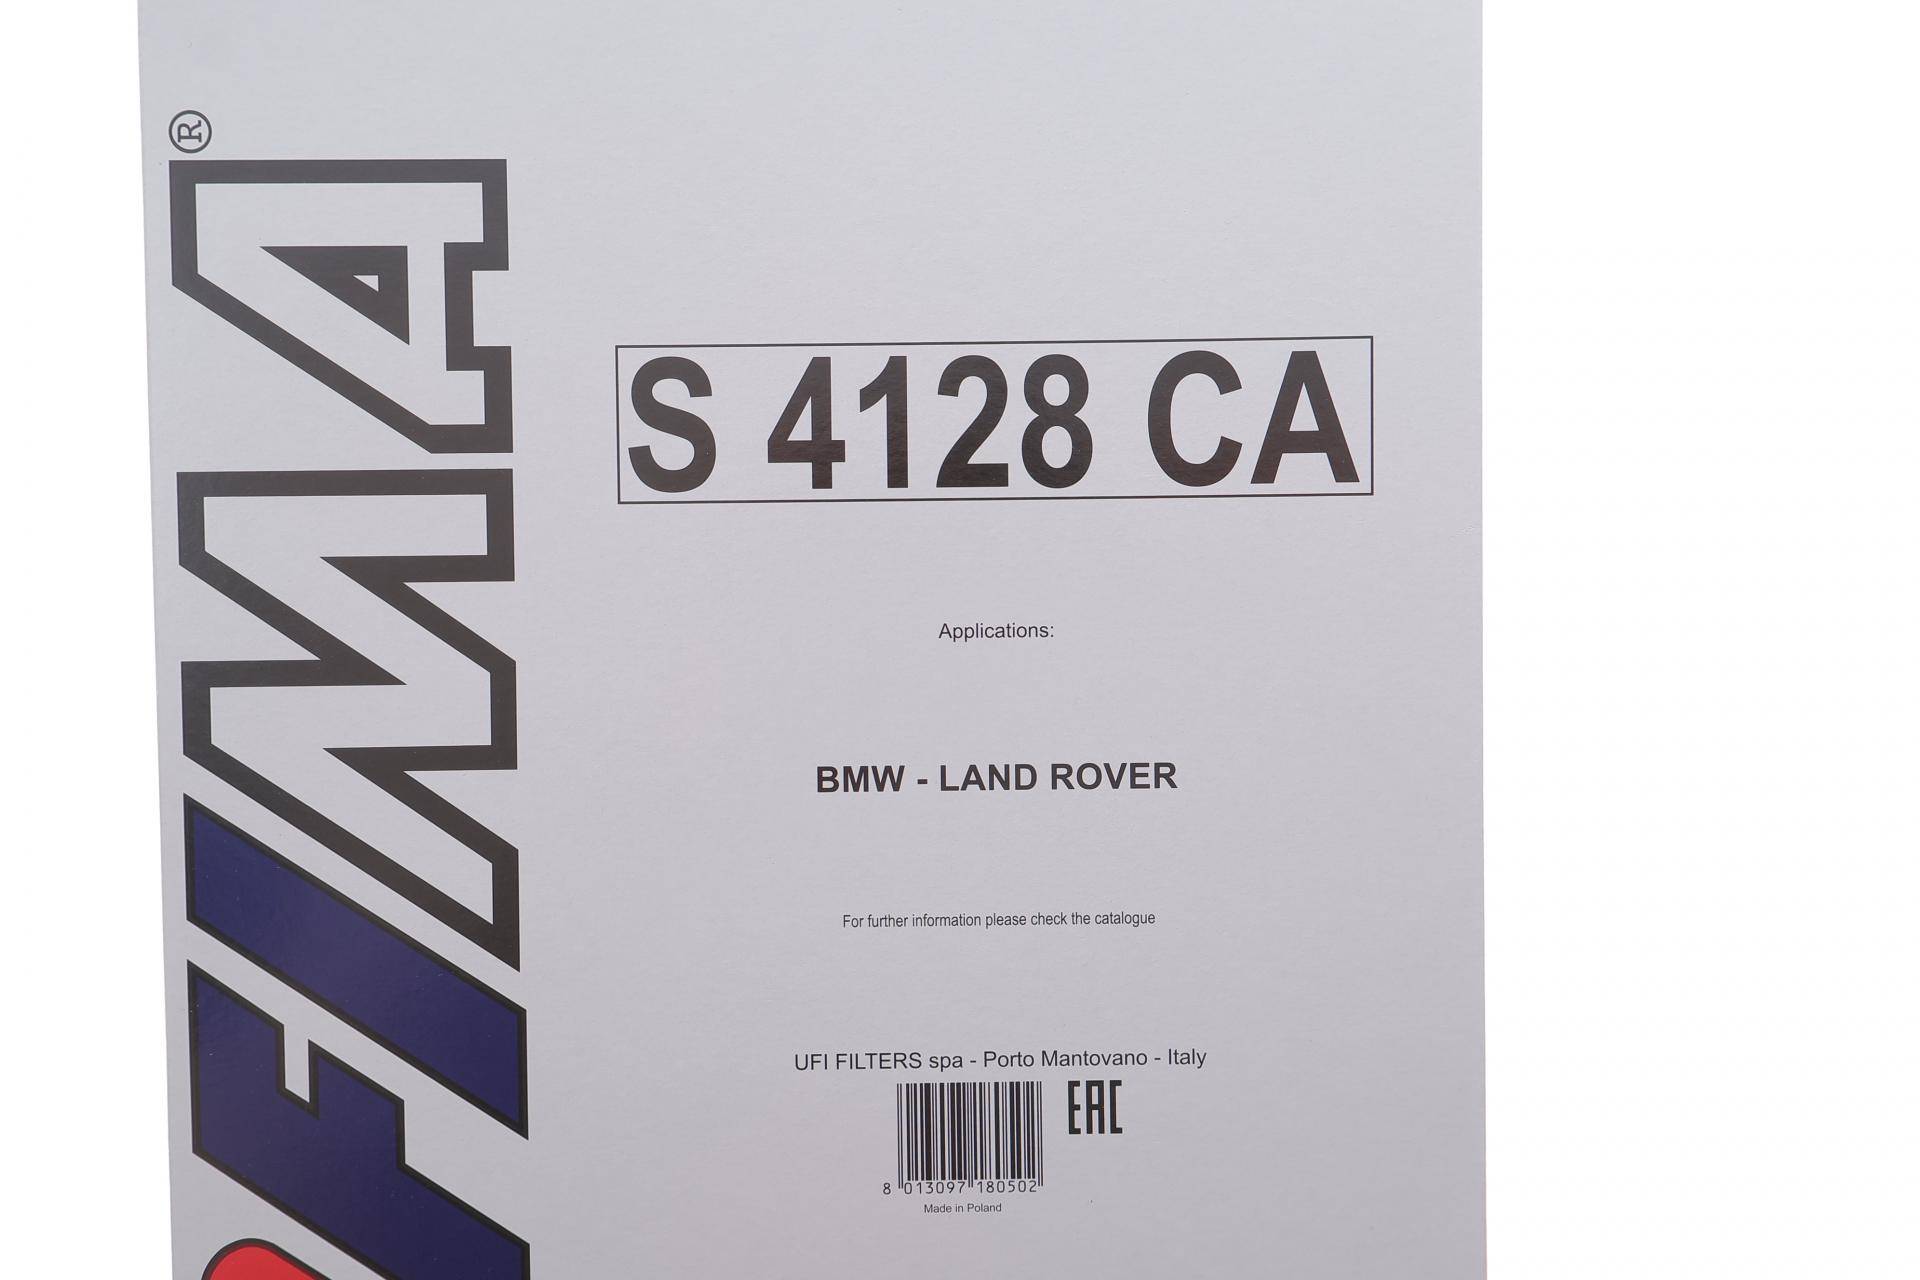 FIMA®
S 4128 CA
Applications:
BMW - LAND ROVER
For further information please check the catalogue
UFI FILTERS spa - Porto Mantovano - Italy
EAC
8 013097 180502
Made in Poland